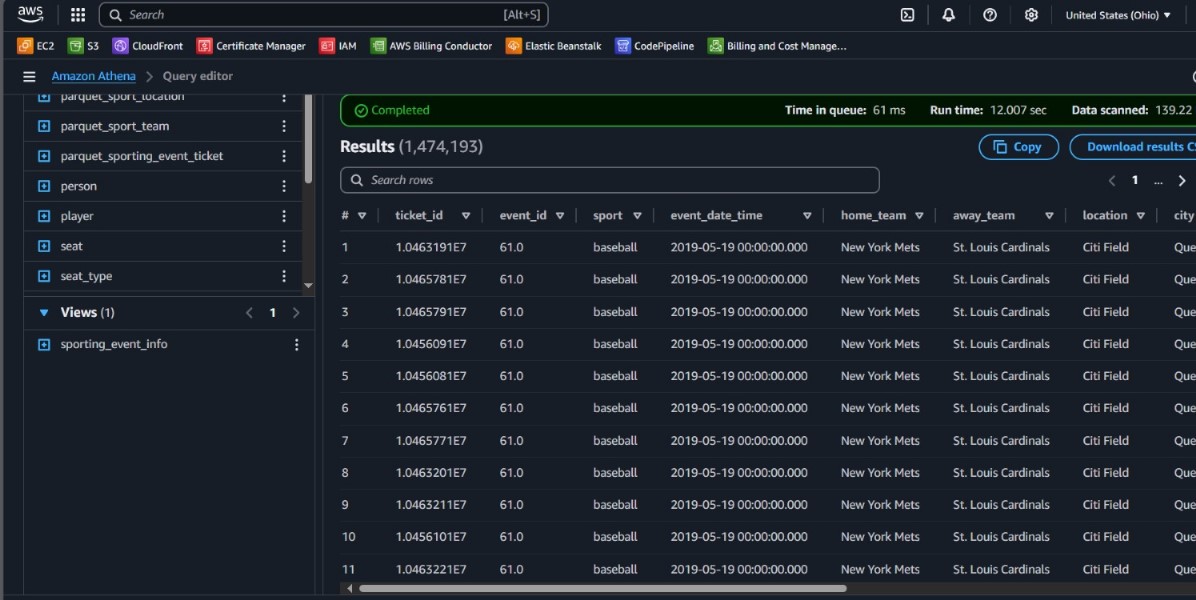 aws Search [Alt+S] United States (Ohio)
EC2 S3 CloudFront Certificate Manager IAM AWS Billing Conductor Elastic Beanstalk CodePipeline Billing and Cost Manage...
Amazon Athena Query editor
parquet_sport_location
parquet_sport_team
parquet_sporting_event_ticket
person
player
seat
seat_type
Views (1) 1
sporting_event_info
Completed Time in queue: 61 ms Run time: 12.007 sec Data scanned: 139.22
Results (1,474,193) Copy Download results CS
Search rows 1 ...
# ticket_id event_id sport event_date_time home_team away_team location city
1 1.0463191E7 61.0 baseball 2019-05-19 00:00:00.000 New York Mets St. Louis Cardinals Citi Field Que
2 1.0465781E7 61.0 baseball 2019-05-19 00:00:00.000 New York Mets St. Louis Cardinals Citi Field Que
3 1.0465791E7 61.0 baseball 2019-05-19 00:00:00.000 New York Mets St. Louis Cardinals Citi Field Que
4 1.0456091E7 61.0 baseball 2019-05-19 00:00:00.000 New York Mets St. Louis Cardinals Citi Field Que
5 1.0456081E7 61.0 baseball 2019-05-19 00:00:00.000 New York Mets St. Louis Cardinals Citi Field Que
6 1.0465761E7 61.0 baseball 2019-05-19 00:00:00.000 New York Mets St. Louis Cardinals Citi Field Que
7 1.0465771E7 61.0 baseball 2019-05-19 00:00:00.000 New York Mets St. Louis Cardinals Citi Field Que
8 1.0463201E7 61.0 baseball 2019-05-19 00:00:00.000 New York Mets St. Louis Cardinals Citi Field Que
9 1.0463211E7 61.0 baseball 2019-05-19 00:00:00.000 New York Mets St. Louis Cardinals Citi Field Que
10 1.0456101E7 61.0 baseball 2019-05-19 00:00:00.000 New York Mets St. Louis Cardinals Citi Field Que
11 1.0463221E7 61.0 baseball 2019-05-19 00:00:00.000 New York Mets St. Louis Cardinals Citi Field Que